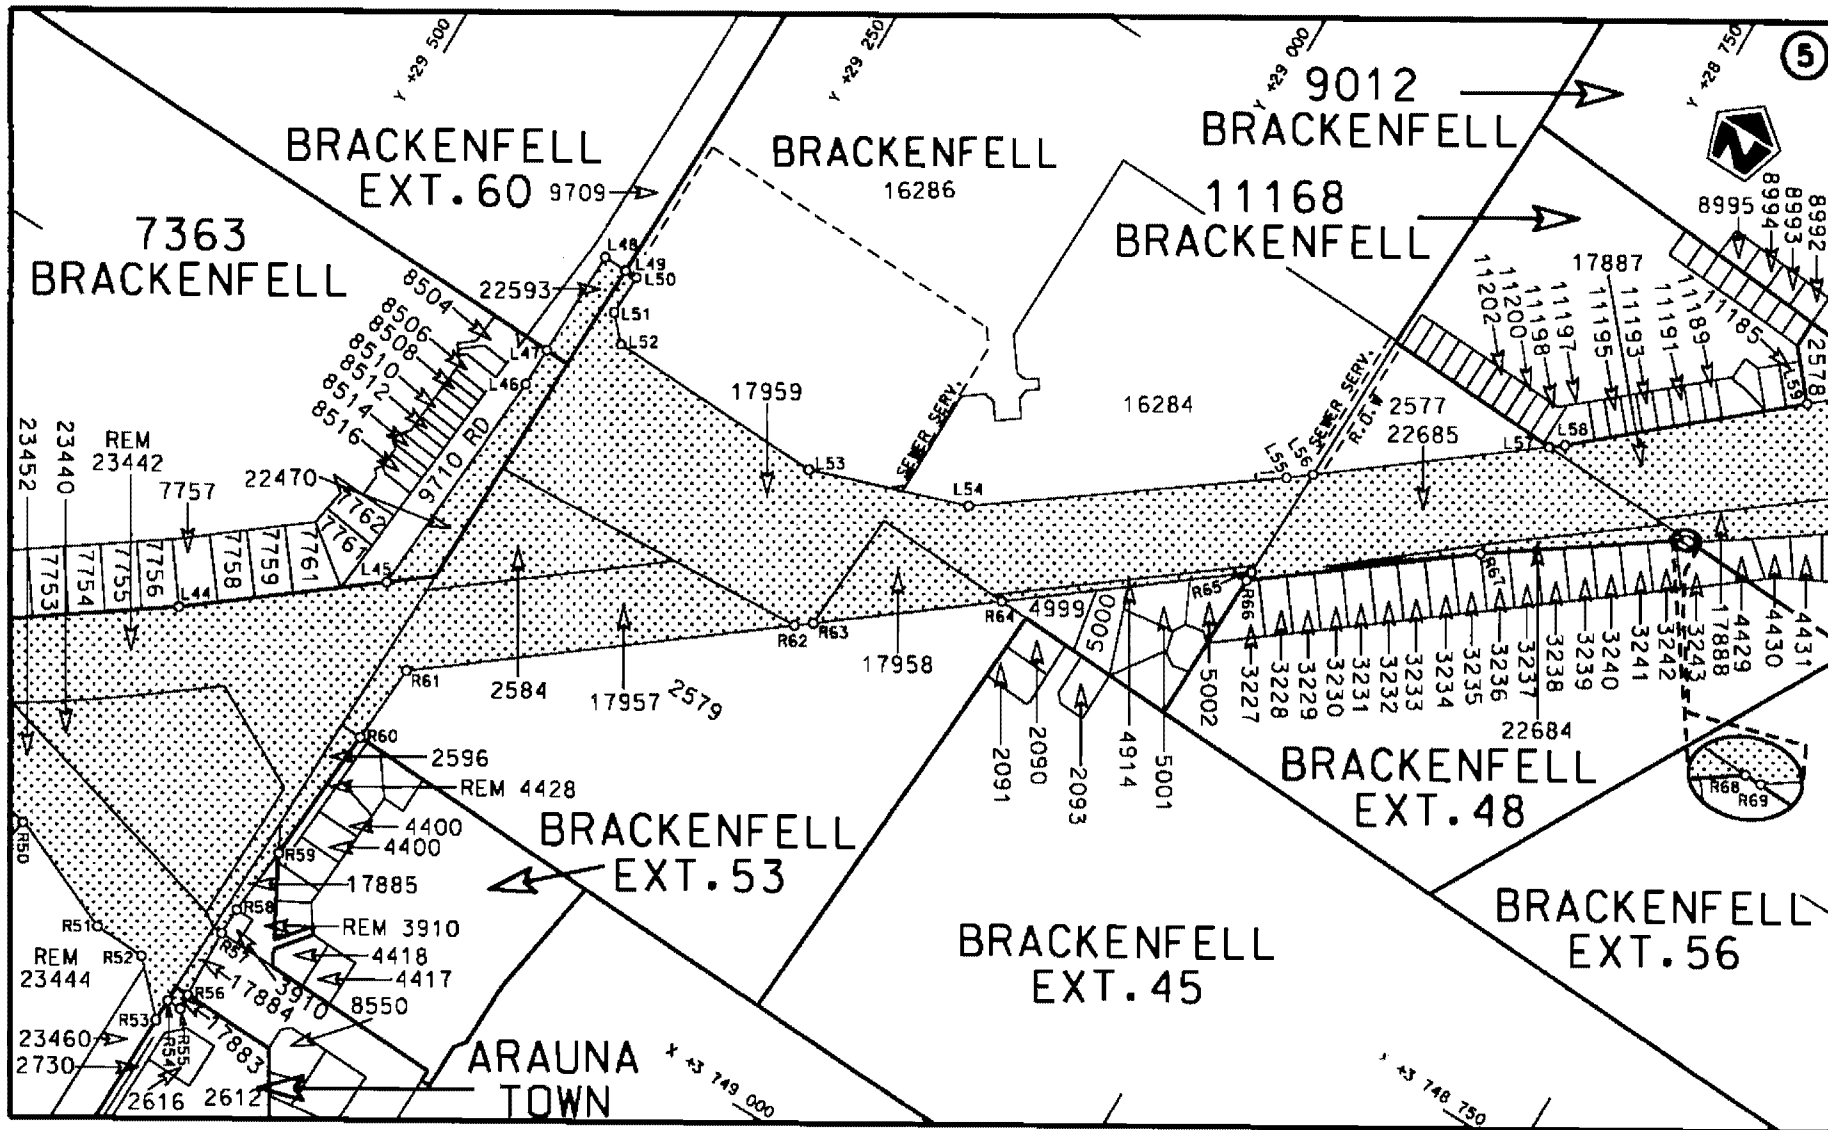 Y +29 500
Y +29 250
Y +29 000
Y +28 750
5
9012
BRACKENFELL
BRACKENFELL
EXT.60
9709
BRACKENFELL
16286
11168
BRACKENFELL
7363
BRACKENFELL
8995
8994
8993
8992
L48
L49
L50
22593
L51
L52
8504
8506
8508
8510
8512
8514
8516
L47
L46
11202
11200
11198
11197
11195
17887
11193
11191
11189
11185
2578
L59
17959
16284
SEWER SERV.
SEWER SERV.
R.O.W
2577
22685
L57
L58
23452
23440
REM
23442
22470
7757
9710 RD
7762
7761
L53
L54
L55
L56
7753
7754
7755
7756
7758
7759
7761
L44
L45
2584
17957
2579
R61
R62
R63
17958
R64
4999
5000
R65
R66
R67
2091
2090
2093
4914
5001
5002
3227
3228
3229
3230
3231
3232
3233
3234
3235
3236
3237
3238
3239
3240
3241
3242
3243
17888
4429
4430
4431
22684
R60
2596
REM 4428
4400
4400
BRACKENFELL
EXT.53
BRACKENFELL
EXT.48
R68
R69
R50
R59
17885
R58
REM 3910
R51
R57
4418
4417
3910
8550
REM
23444
R52
17884
R56
BRACKENFELL
EXT.45
BRACKENFELL
EXT.56
R53
R54
R55
17883
23460
2730
2616
2612
ARAUNA
TOWN
X +3 749 000
X +3 748 750